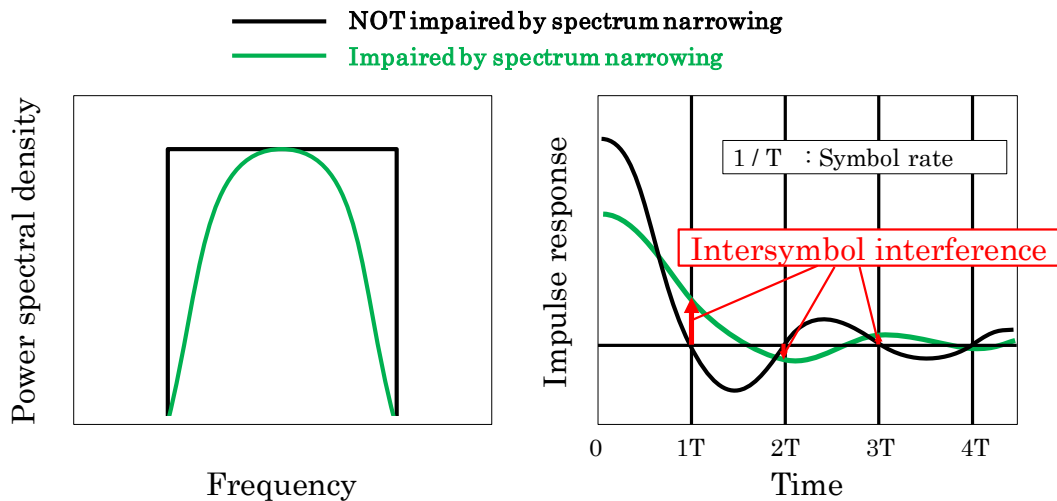 NOT impaired by spectrum narrowing
Impaired by spectrum narrowing
Power spectral density
Frequency
Impulse response
1 / T : Symbol rate
Intersymbol interference
0 1T 2T 3T 4T
Time